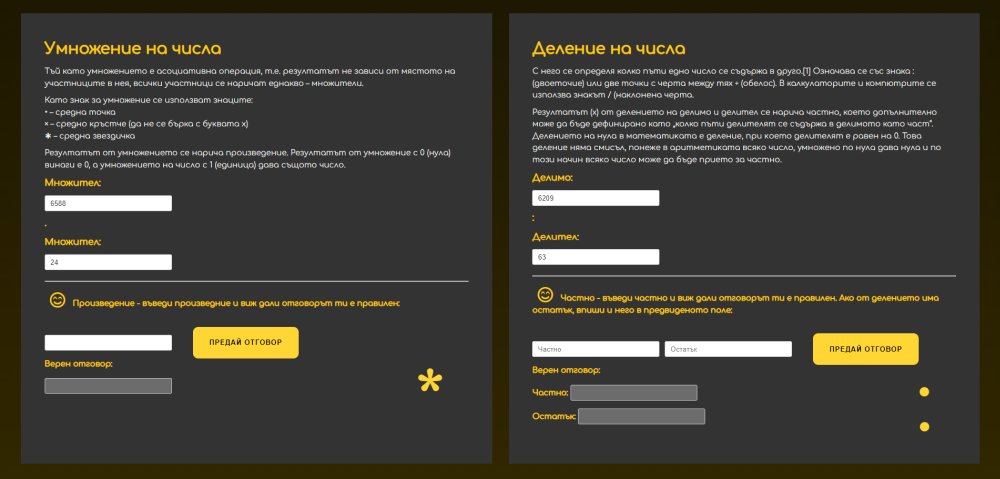 Умножение на числа
Тъй като умножението е асоциативна операция, т.е. резултатът не зависи от мястото на
участниците в нея, всички участници се наричат еднакво – множители.
Като знак за умножение се използват знаците:
• – средна точка
× – средно кръстче (да не се бърка с буквата х)
✱ – средна звездичка
Резултатът от умножението се нарича произведение. Резултатът от умножение с 0 (нула)
винаги е 0, а умножението на число с 1 (единица) дава същото число.
Множител:
6588
.
Множител:
24
Произведение - въведи произведние и виж дали отговорът ти е правилен:
ПРЕДАЙ ОТГОВОР
Верен отговор:
*
Деление на числа
С него се определя колко пъти едно число се съдържа в друго.[1] Означава се със знака :
(двоеточие) или две точки с черта между тях ÷ (обелос). В калкулаторите и компютрите се
използва знакът / (наклонена черта.
Резултатът (x) от делението на делимо и делител се нарича частно, което допълнително
може да бъде дефинирано като „колко пъти делителят се съдържа в делимото като част“.
Делението на нула в математиката е деление, при което делителят е равен на 0. Това
деление няма смисъл, понеже в аритметиката всяко число, умножено по нула дава нула и по
този начин всяко число може да бъде прието за частно.
Делимо:
6209
:
Делител:
63
Частно - въведи частно и виж дали отговорът ти е правилен. Ако от делението има
остатък, впиши и него в предвиденото поле:
Частно Остатък ПРЕДАЙ ОТГОВОР
Верен отговор:
Частно:
Остатък:
: